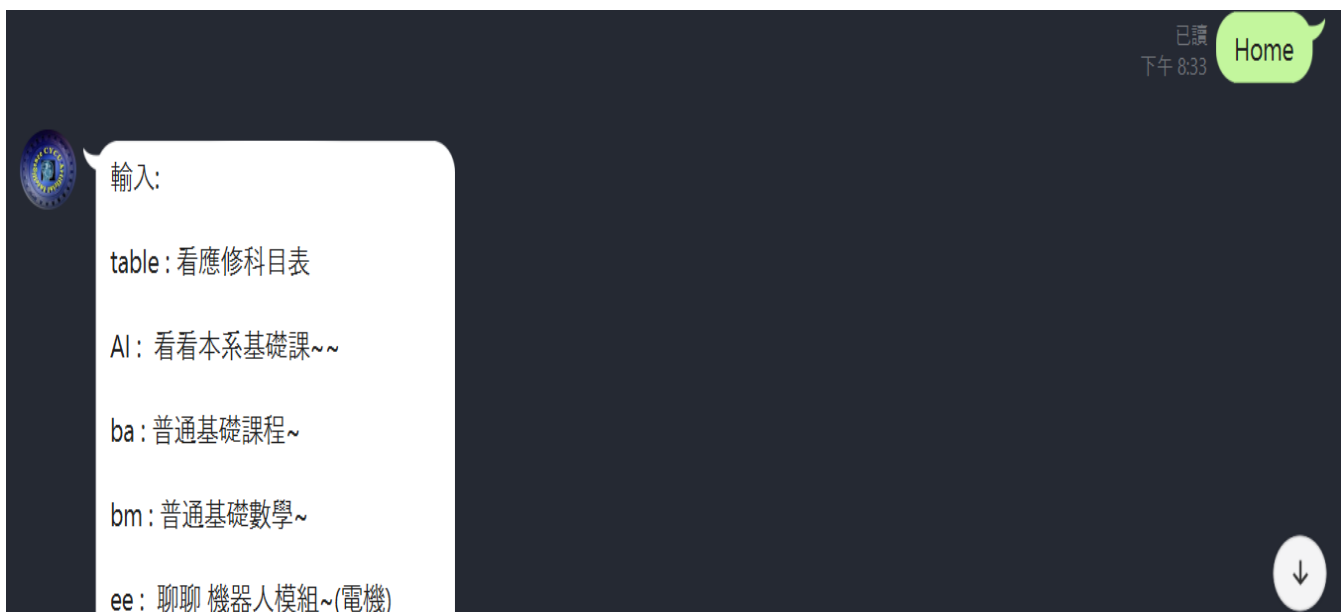 已讀
下午 8:33
Home
輸入:
table : 看應修科目表
AI :  看看本系基礎課~~
ba : 普通基礎課程~
bm : 普通基礎數學~
ee :  聊聊 機器人模組~(電機)